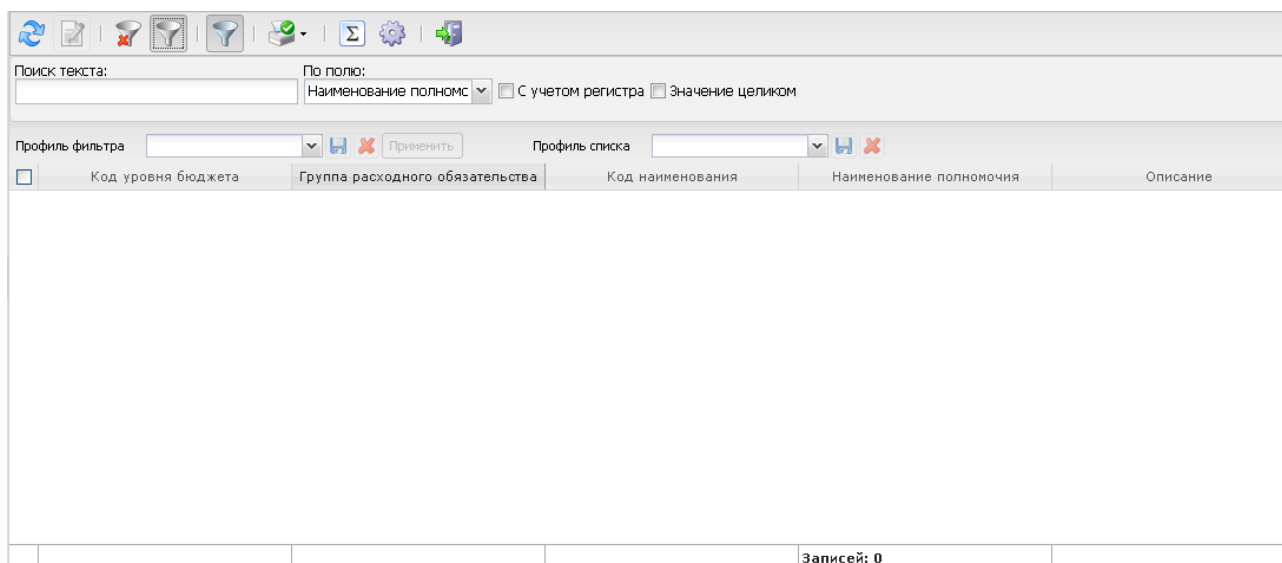 Поиск текста:
По полю:
Наименование полномс
С учетом регистра
Значение целиком
Профиль фильтра
Применить
Профиль списка
Код уровня бюджета
Группа расходного обязательства
Код наименования
Наименование полномочия
Описание
Записей: 0